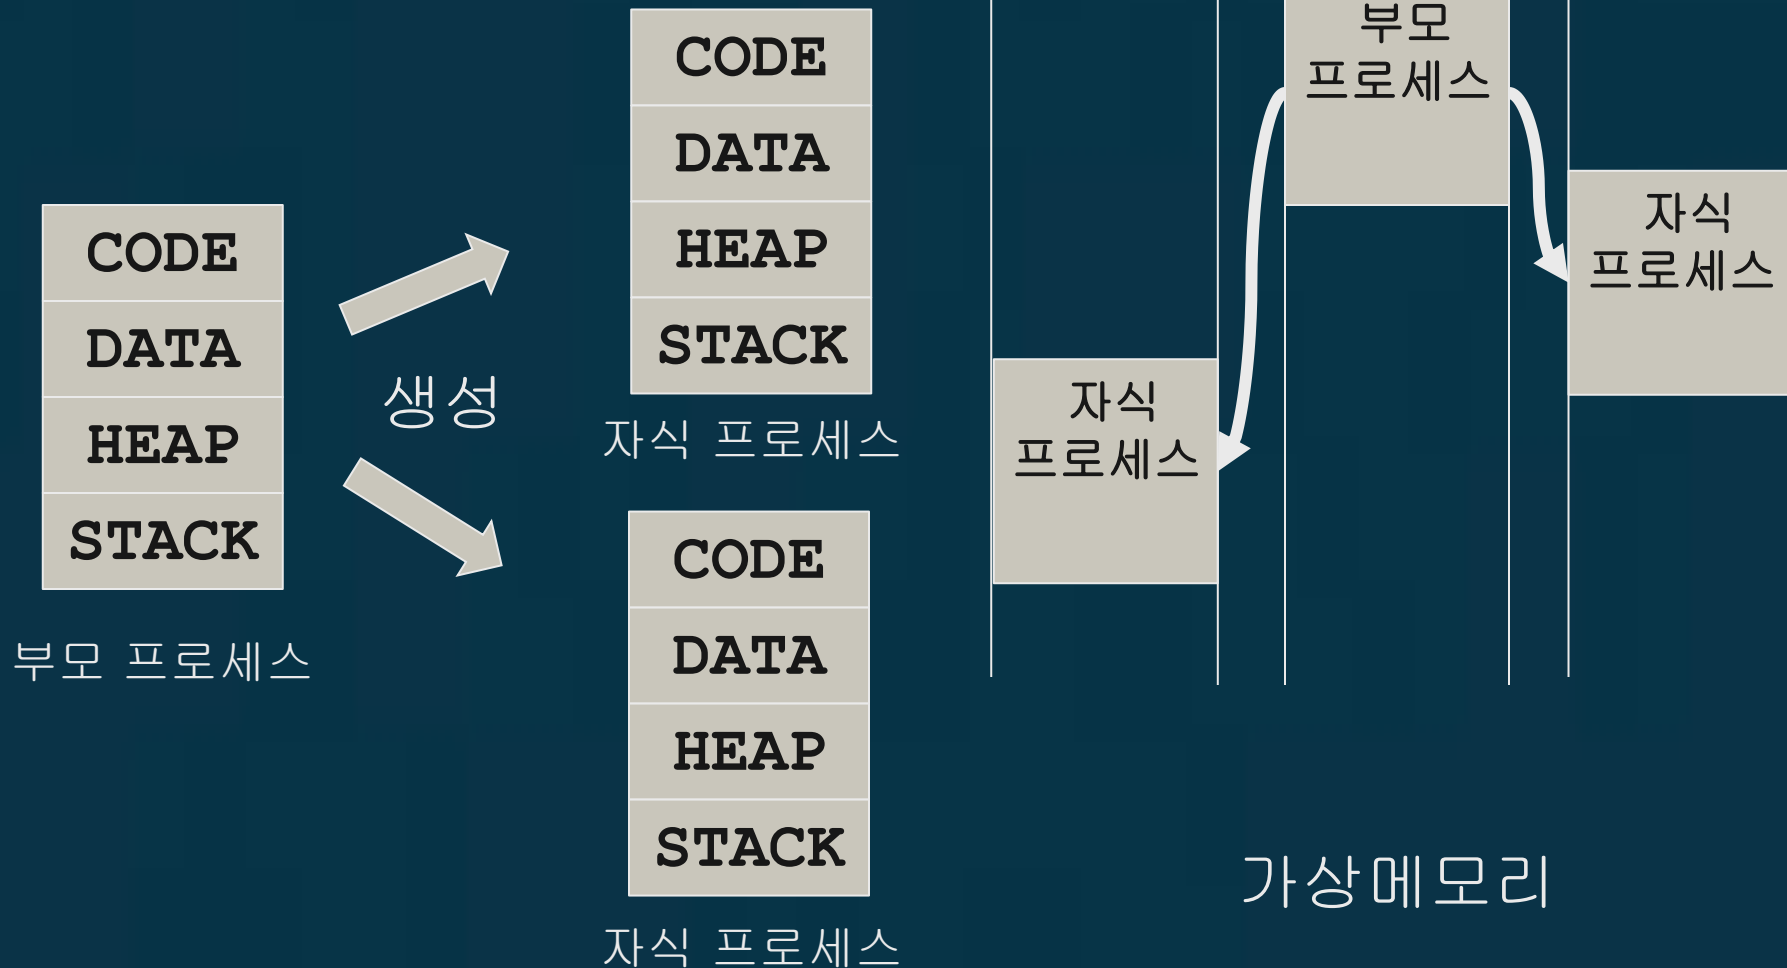 CODE
DATA
HEAP
STACK
부모 프로세스
생성
CODE
DATA
HEAP
STACK
자식 프로세스
CODE
DATA
HEAP
STACK
자식 프로세스
부모
프로세스
자식
프로세스
자식
프로세스
가상메모리